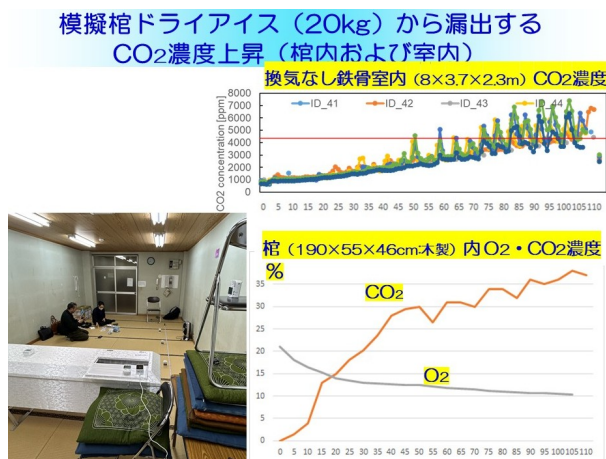 模擬棺ドライアイス（20kg）から漏出する
CO2濃度上昇（棺内および室内）
換気なし鉄骨室内（8×3.7×2.3m）CO2濃度
CO2 concentration [ppm]
8000
7000
6000
5000
4000
3000
2000
1000
0
ID_41 ID_42 ID_43 ID_44
0 5 10 15 20 25 30 35 40 45 50 55 60 65 70 75 80 85 90 95 100 105 110
棺（190×55×46cm:木製）内O2・CO2濃度
%
35
30
25
20
15
10
5
0
CO2
O2
0 5 10 15 20 25 30 35 40 45 50 55 60 65 70 75 80 85 90 95 100 105 110